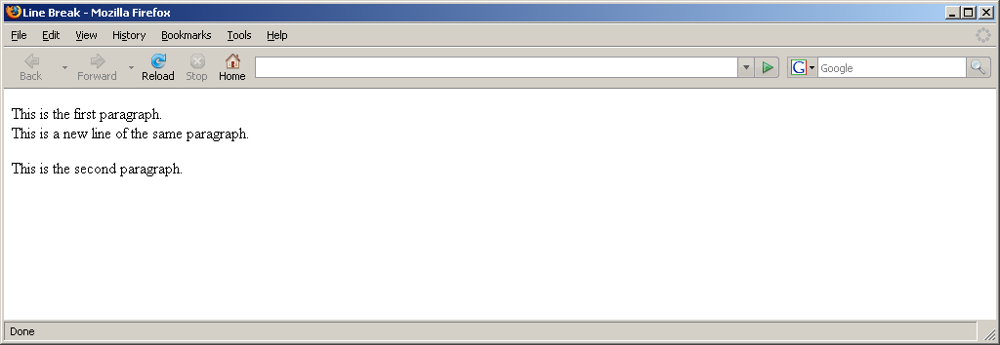 Line Break - Mozilla Firefox
File Edit View History Bookmarks Tools Help
Back Forward Reload Stop Home G Google
This is the first paragraph.
This is a new line of the same paragraph.
This is the second paragraph.
Done